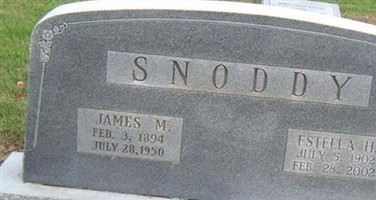 SNODDY
JAMES M.
FEB. 3, 1894
JULY 28, 1950
ESTELLA H.
JULY 5 1902
FEB 28, 2002